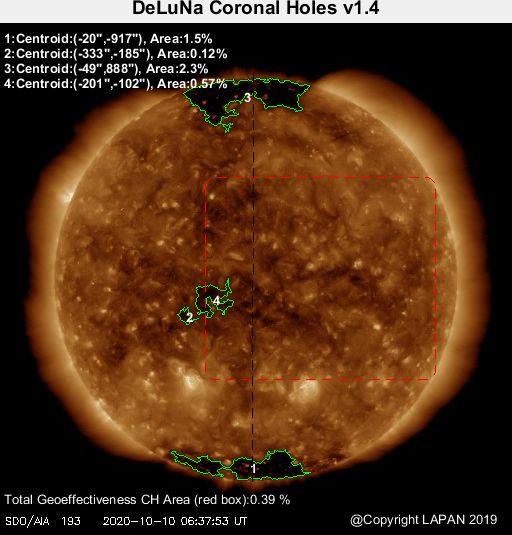 DeLuNa Coronal Holes v1.4
1:Centroid:(-20",-917"), Area:1.5%
2:Centroid:(-333",-185"), Area:0.12%
3:Centroid:(-49",888"), Area:2.3%
4:Centroid:(-201",-102"), Area:0.57%
3
4
2
1
Total Geoeffectiveness CH Area (red box):0.39 %
SDO/AIA 193 2020-10-10 06:37:53 UT
@Copyright LAPAN 2019